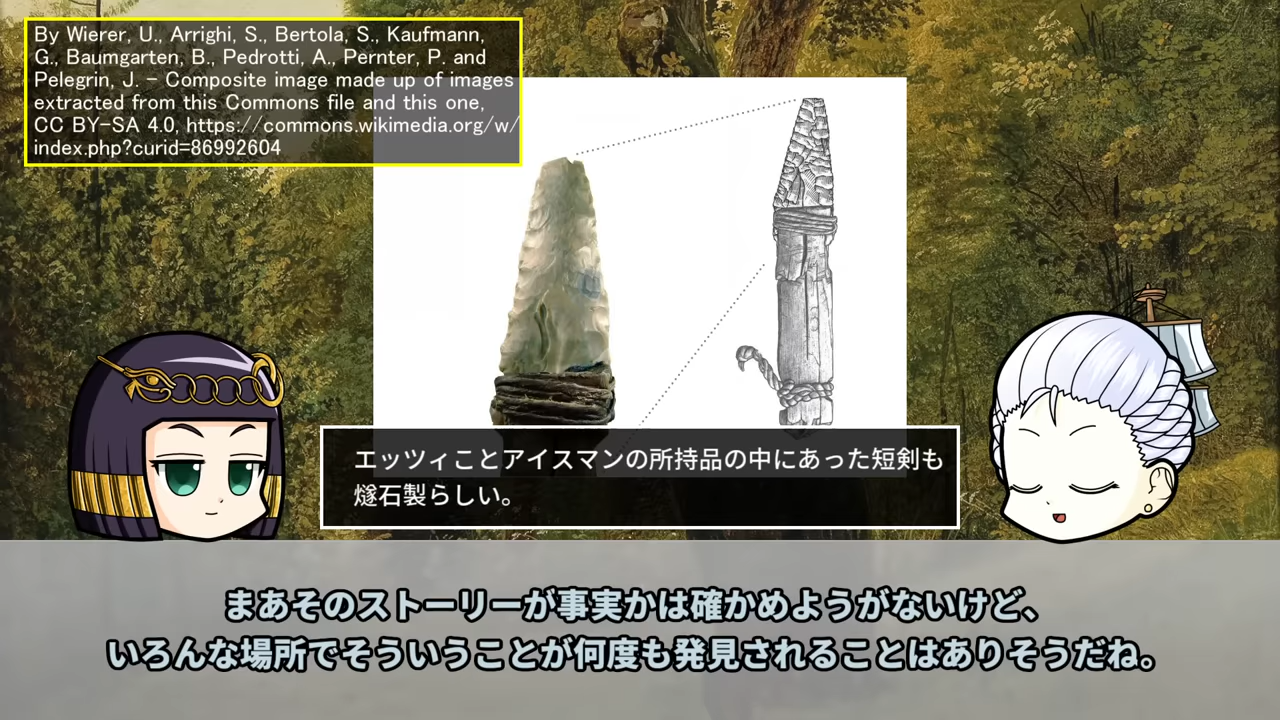 By Wierer, U., Arrighi, S., Bertola, S., Kaufmann,
G., Baumgarten, B., Pedrotti, A., Pernter, P. and
Pelegrin, J. - Composite image made up of images
extracted from this Commons file and this one,
CC BY-SA 4.0, https://commons.wikimedia.org/w/
index.php?curid=86992604
エッツィことアイスマンの所持品の中にあった短剣も
燧石製らしい。
まあそのストーリーが事実かは確かめようがないけど、
いろんな場所でそういうことが何度も発見されることはありそうだね。